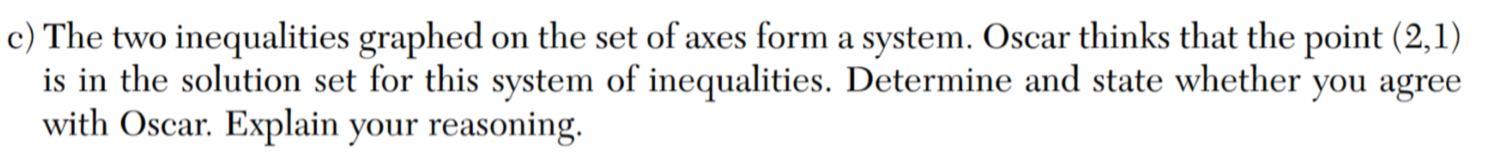 c) The two inequalities graphed on the set of axes form a system. Oscar thinks that the point (2,1)
is in the solution set for this system of inequalities. Determine and state whether you agree
with Oscar. Explain your reasoning.